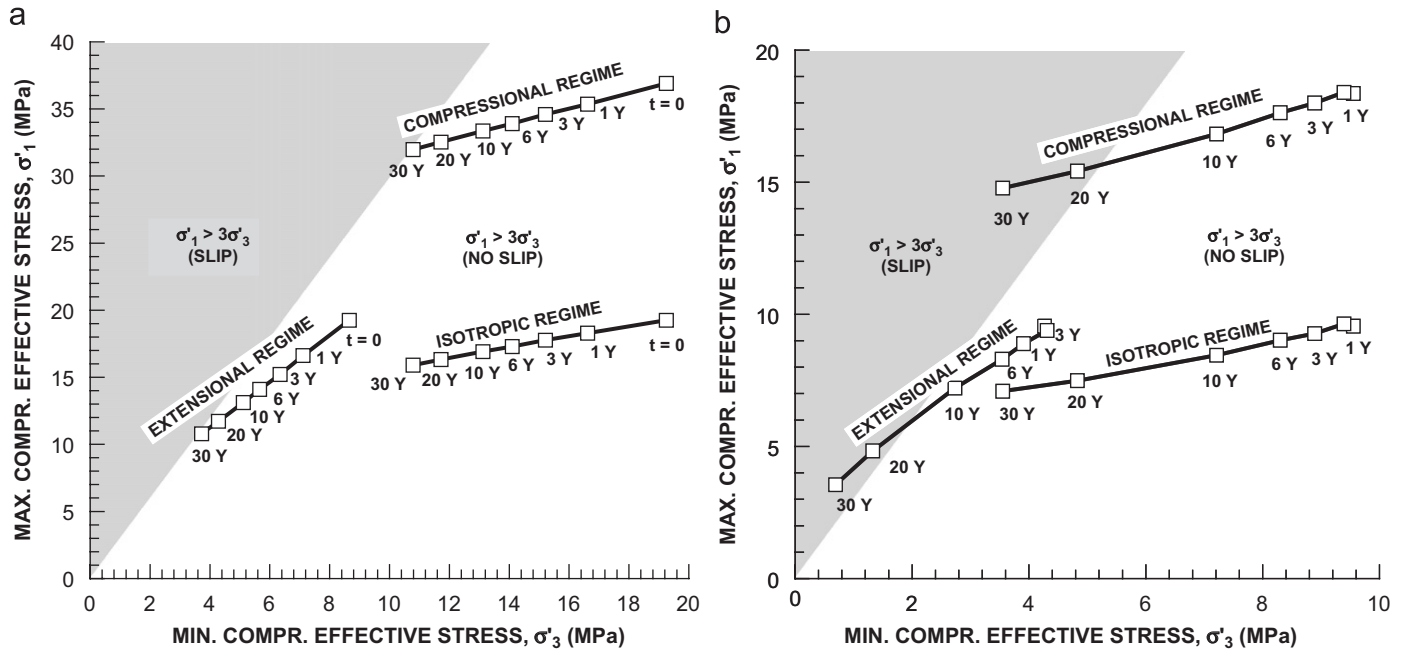 a
MAX. COMPR. EFFECTIVE STRESS, σ'1 (MPa)
40
35
30
25
20
15
10
5
0
COMPRESSIONAL REGIME
t = 0
1 Y
3 Y
6 Y
10 Y
20 Y
30 Y
σ'1 > 3σ'3
(SLIP)
σ'1 > 3σ'3
(NO SLIP)
EXTENSIONAL REGIME
t = 0
1 Y
3 Y
6 Y
10 Y
20 Y
30 Y
ISOTROPIC REGIME
t = 0
1 Y
3 Y
6 Y
10 Y
20 Y
30 Y
0 2 4 6 8 10 12 14 16 18 20
MIN. COMPR. EFFECTIVE STRESS, σ'3 (MPa)
b
MAX. COMPR. EFFECTIVE STRESS, σ'1 (MPa)
20
15
10
5
0
COMPRESSIONAL REGIME
1 Y
3 Y
6 Y
10 Y
20 Y
30 Y
σ'1 > 3σ'3
(SLIP)
σ'1 > 3σ'3
(NO SLIP)
EXTENSIONAL REGIME
3 Y
1 Y
6 Y
10 Y
20 Y
30 Y
ISOTROPIC REGIME
1 Y
3 Y
6 Y
10 Y
20 Y
30 Y
0 2 4 6 8 10
MIN. COMPR. EFFECTIVE STRESS, σ'3 (MPa)